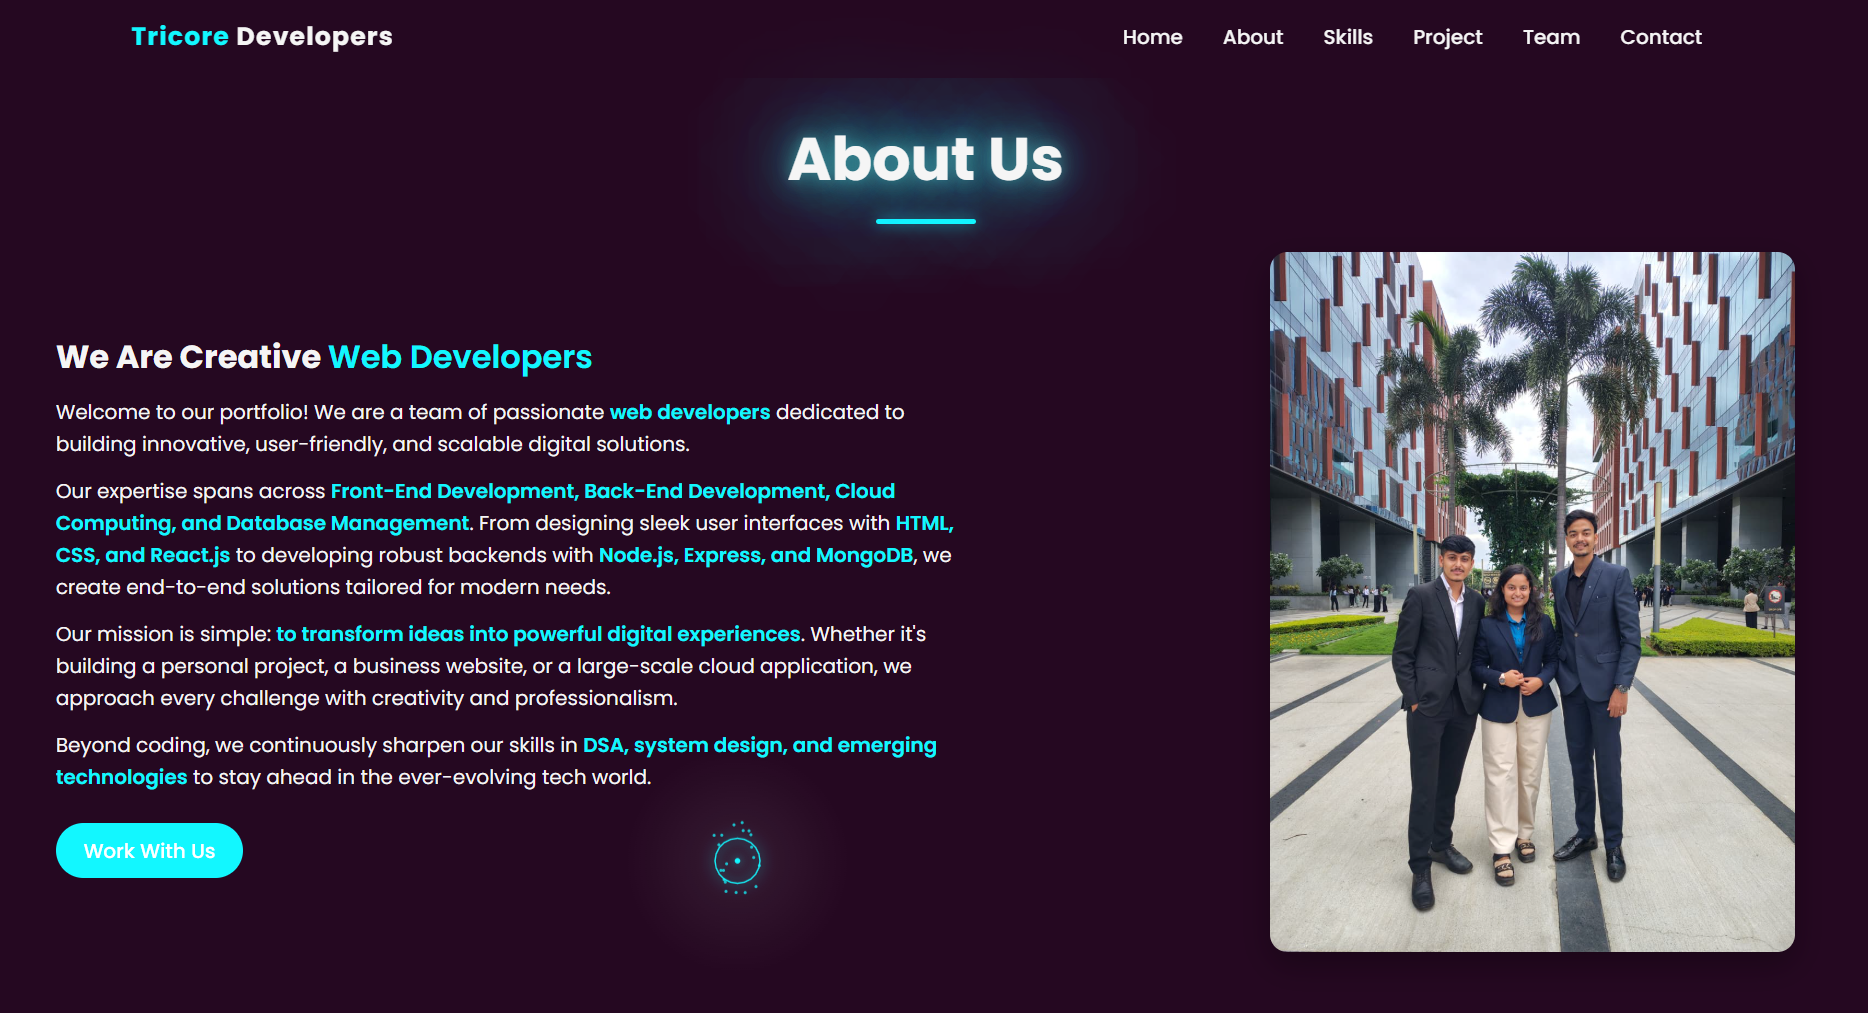 Tricore Developers
Home About Skills Project Team Contact
About Us
We Are Creative Web Developers
Welcome to our portfolio! We are a team of passionate web developers dedicated to
building innovative, user-friendly, and scalable digital solutions.
Our expertise spans across Front-End Development, Back-End Development, Cloud
Computing, and Database Management. From designing sleek user interfaces with HTML,
CSS, and React.js to developing robust backends with Node.js, Express, and MongoDB, we
create end-to-end solutions tailored for modern needs.
Our mission is simple: to transform ideas into powerful digital experiences. Whether it's
building a personal project, a business website, or a large-scale cloud application, we
approach every challenge with creativity and professionalism.
Beyond coding, we continuously sharpen our skills in DSA, system design, and emerging
technologies to stay ahead in the ever-evolving tech world.
Work With Us